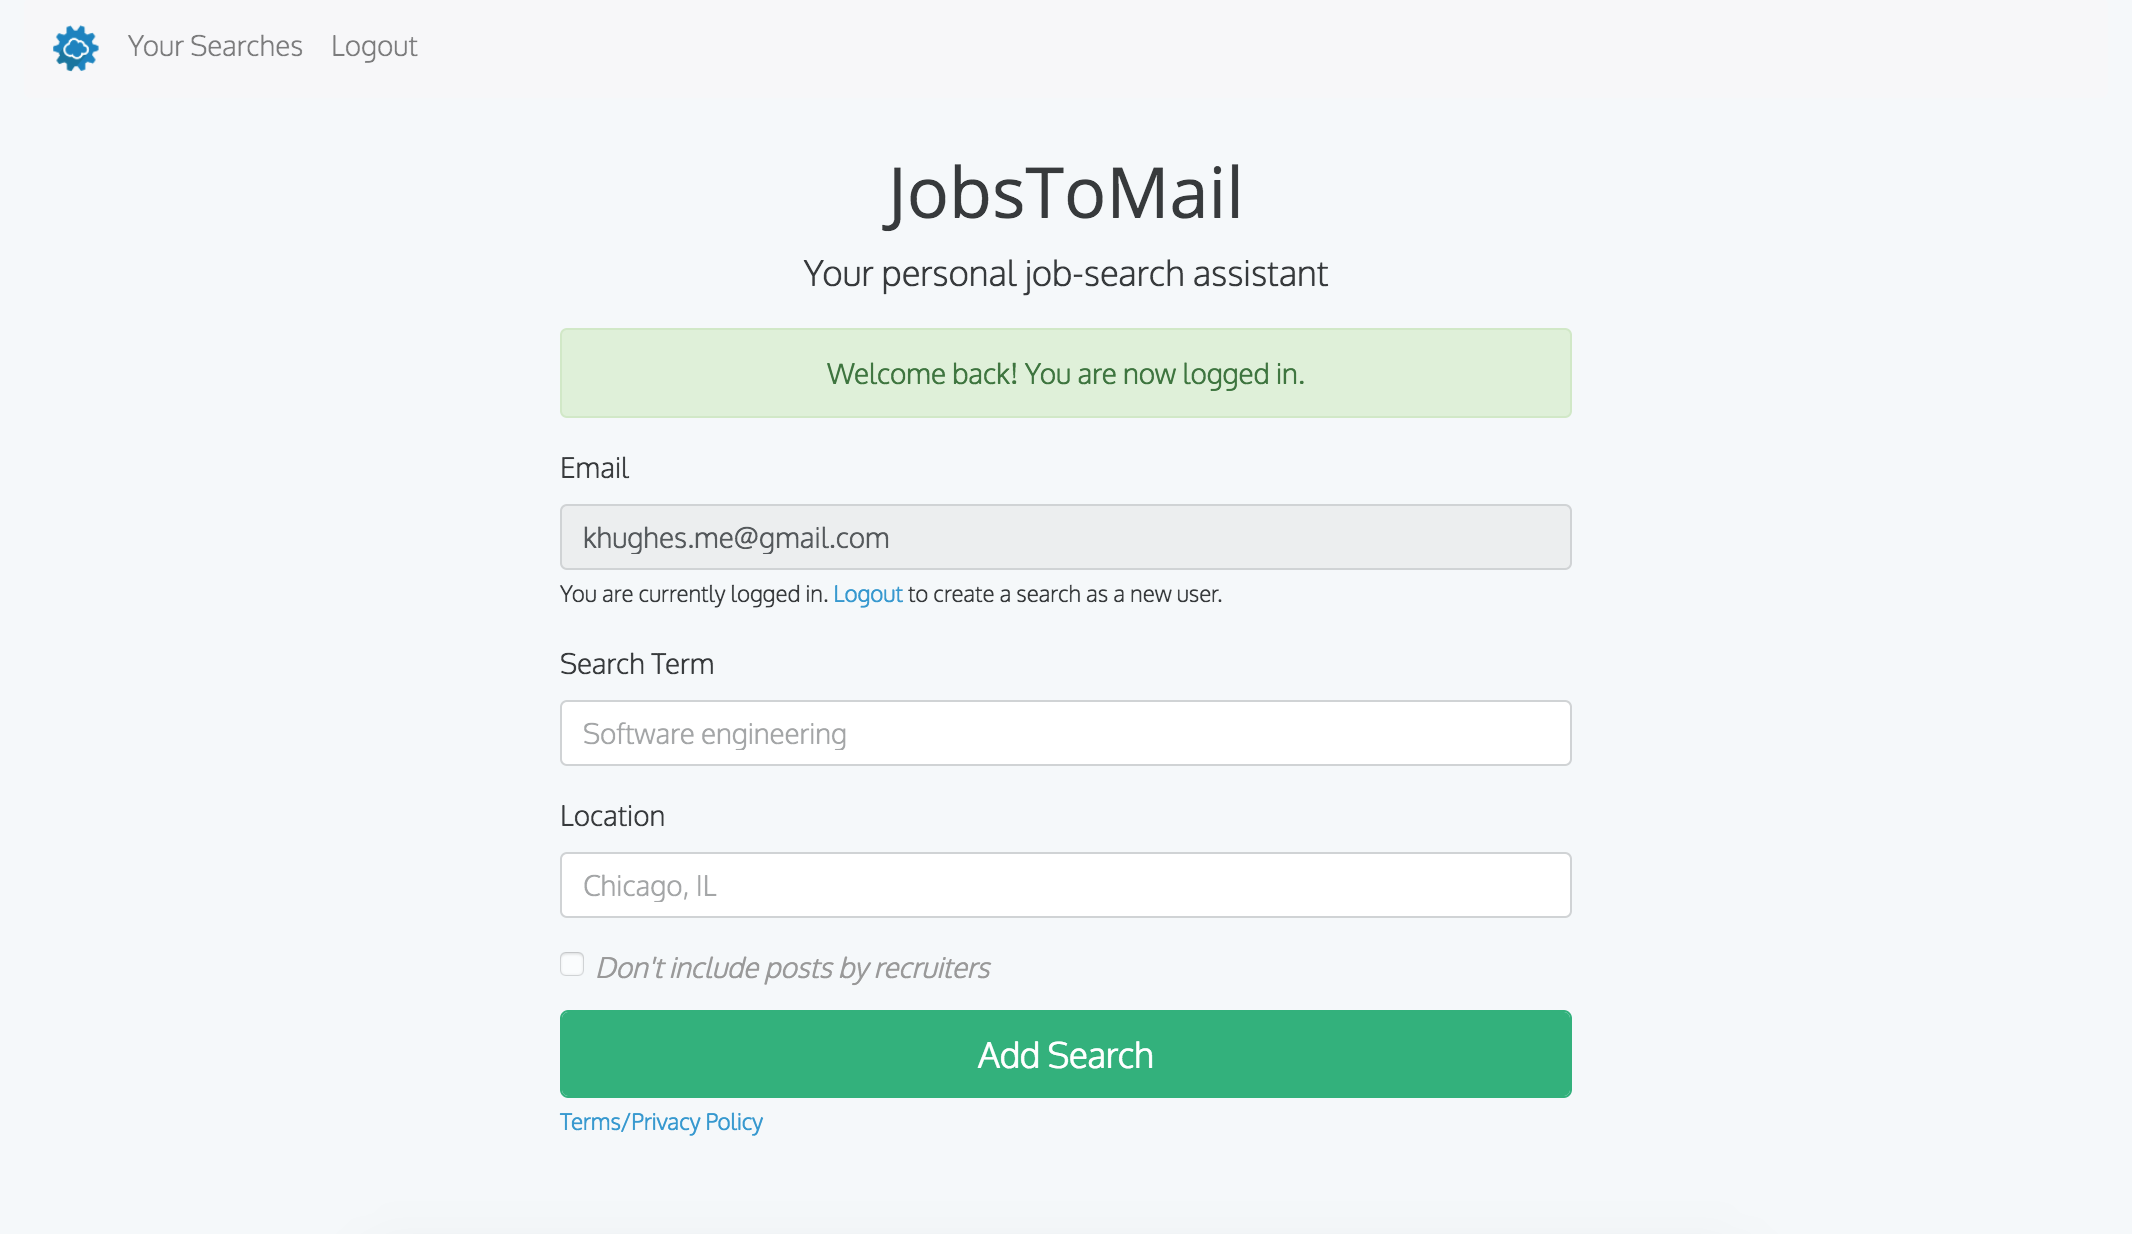 Your Searches Logout
JobsToMail
Your personal job-search assistant
Welcome back! You are now logged in.
Email
khughes.me@gmail.com
You are currently logged in. Logout to create a search as a new user.
Search Term
Software engineering
Location
Chicago, IL
Don't include posts by recruiters
Add Search
Terms/Privacy Policy